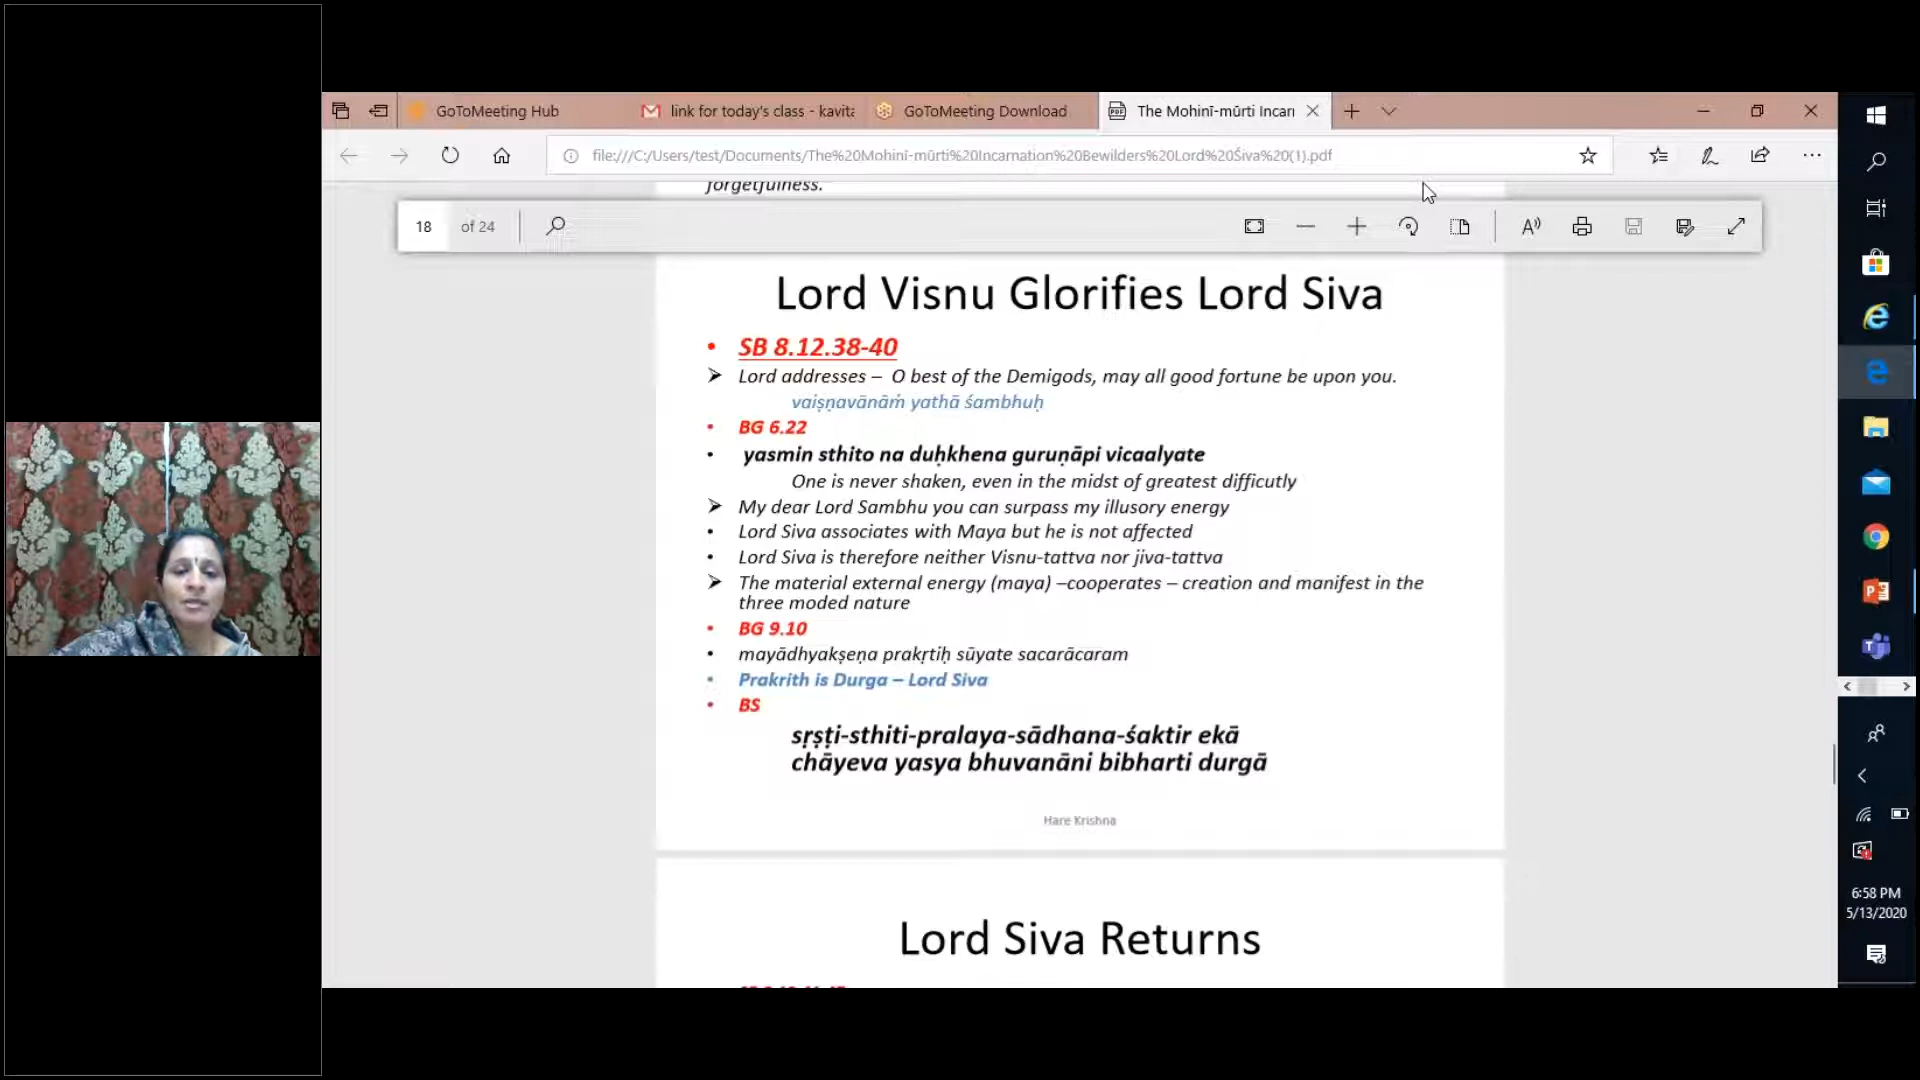 GoToMeeting Hub
link for today's class - kavita
GoToMeeting Download
The Mohinī-mūrti Incarn
file:///C:/Users/test/Documents/The%20Mohinī-mūrti%20Incarnation%20Bewilders%20Lord%20Śiva%20(1).pdf
forgetfulness."
18 of 24
Lord Visnu Glorifies Lord Siva
• SB 8.12.38-40
➢ Lord addresses – O best of the Demigods, may all good fortune be upon you.
vaiṣṇavānāṁ yathā śambhuḥ
• BG 6.22
• yasmin sthito na duḥkhena guruṇāpi vicaalyate
One is never shaken, even in the midst of greatest difficutly
➢ My dear Lord Sambhu you can surpass my illusory energy
• Lord Siva associates with Maya but he is not affected
• Lord Siva is therefore neither Visnu-tattva nor jiva-tattva
➢ The material external energy (maya) –cooperates – creation and manifest in the
three moded nature
• BG 9.10
• mayādhyakṣeṇa prakṛtiḥ sūyate sacarācaram
• Prakrith is Durga – Lord Siva
• BS
sṛṣṭi-sthiti-pralaya-sādhana-śaktir ekā
chāyeva yasya bhuvanāni bibharti durgā
Hare Krishna
Lord Siva Returns
6:58 PM
5/13/2020